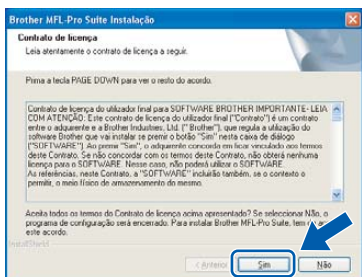 Brother MFL-Pro Suite Instalação
Contrato de licença
Leia atentamente o contrato de licença a seguir.
Prima a tecla PAGE DOWN para ver o resto do acordo.
Contrato de licença do utilizador final para SOFTWARE BROTHER IMPORTANTE- LEIA
COM ATENÇÃO: Este contrato de licença do utilizador final ("Contrato") é um contrato
entre o adquirente e a Brother Industries, Ltd. ("Brother"), que regula a utilização do
software Brother que vai instalar se premir o botão "Sim" nesta caixa de diálogo
("SOFTWARE"). Ao premir "Sim", o adquirente concorda em ficar vinculado aos termos
deste Contrato. Se não concordar com os termos deste Contrato, não obterá nenhuma
licença para o SOFTWARE. Nesse caso, não poderá utilizar o SOFTWARE.
As referências, neste Contrato, a "SOFTWARE" incluirão também, se o contexto o
permitir, o meio físico de armazenamento do mesmo.
Aceita todos os termos do Contrato de licença acima apresentado? Se seleccionar Não, o
programa de configuração será encerrado. Para instalar Brother MFL-Pro Suite, tem de
este acordo.
InstallShield
< Anterior
Sim
Não